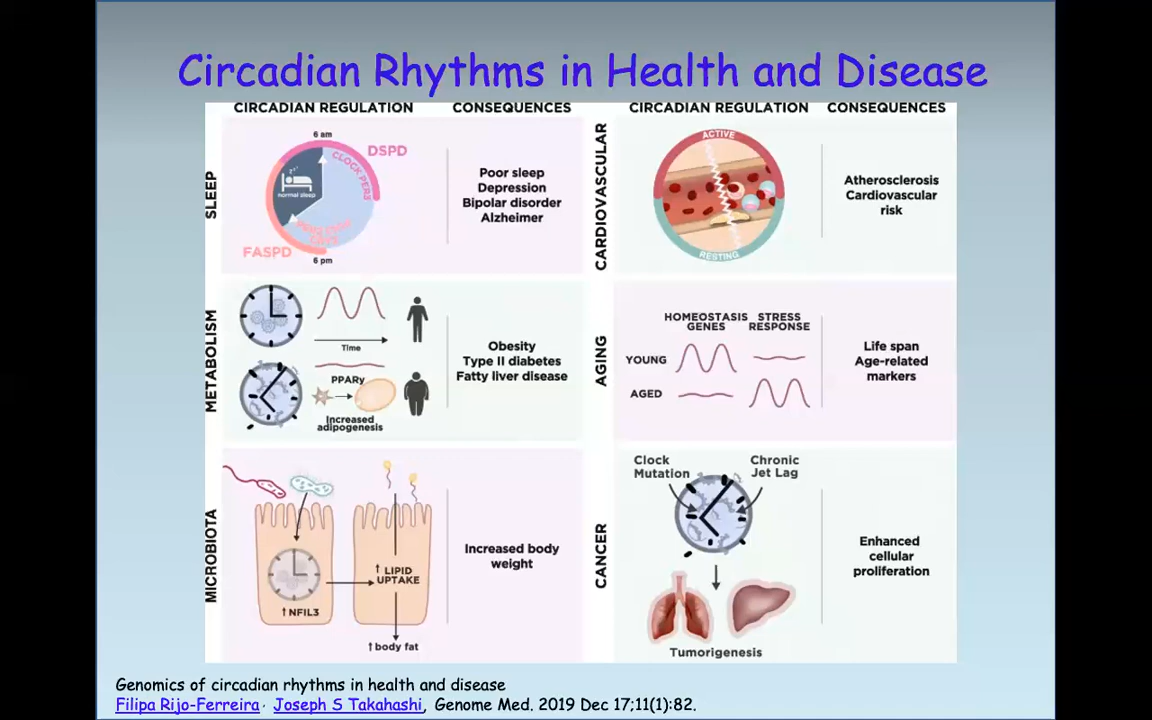 Circadian Rhythms in Health and Disease
CIRCADIAN REGULATION
CONSEQUENCES
SLEEP
6 am
DSPD
CLOCK PER3
normal sleep
FASPD
6 pm
Poor sleep
Depression
Bipolar disorder
Alzheimer
METABOLISM
Time
PPARγ
Increased
adipogenesis
Obesity
Type II diabetes
Fatty liver disease
MICROBIOTA
↑ NFIL3
↑ LIPID
UPTAKE
↑ body fat
Increased body
weight
CIRCADIAN REGULATION
CONSEQUENCES
CARDIOVASCULAR
ACTIVE
RESTING
Atherosclerosis
Cardiovascular
risk
AGING
HOMEOSTASIS
GENES
STRESS
RESPONSE
YOUNG
AGED
Life span
Age-related
markers
CANCER
Clock
Mutation
Chronic
Jet Lag
Tumorigenesis
Enhanced
cellular
proliferation
Genomics of circadian rhythms in health and disease
Filipa Rijo-Ferreira, Joseph S Takahashi, Genome Med. 2019 Dec 17;11(1):82.